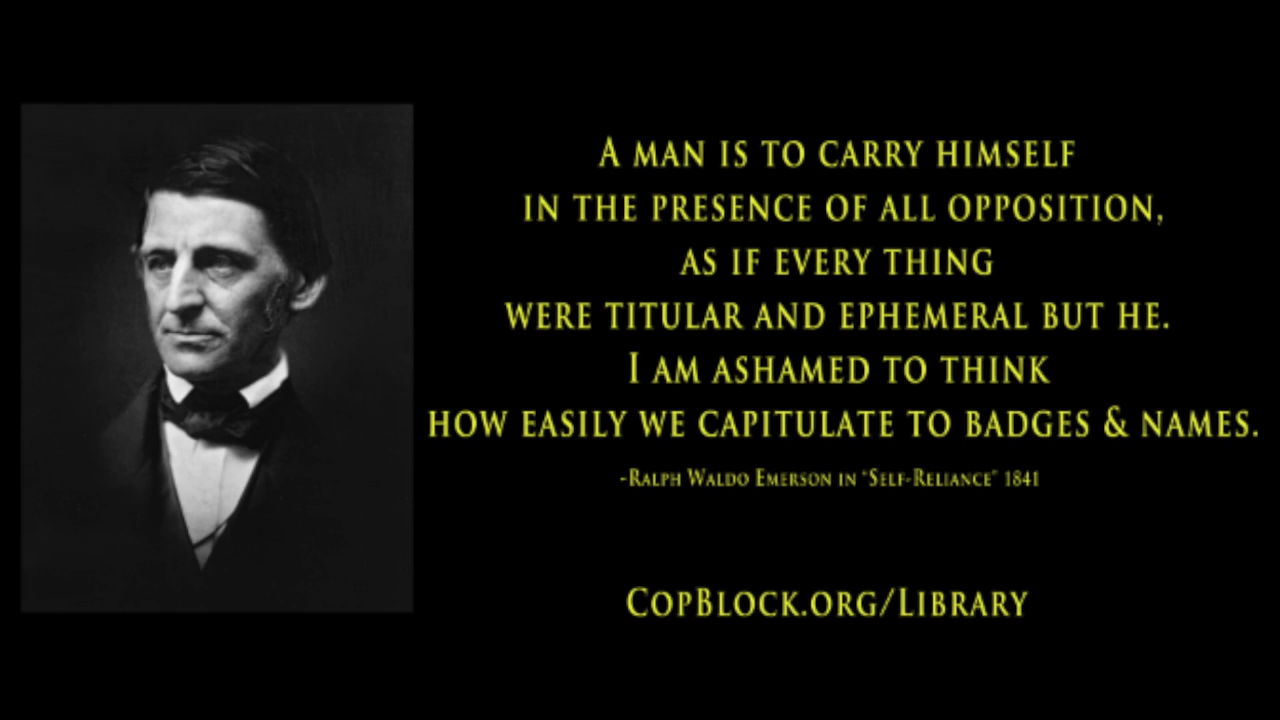 A MAN IS TO CARRY HIMSELF
IN THE PRESENCE OF ALL OPPOSITION,
AS IF EVERY THING
WERE TITULAR AND EPHEMERAL BUT HE.
I AM ASHAMED TO THINK
HOW EASILY WE CAPITULATE TO BADGES & NAMES.
-RALPH WALDO EMERSON IN "SELF-RELIANCE" 1841
COPBLOCK.ORG/LIBRARY